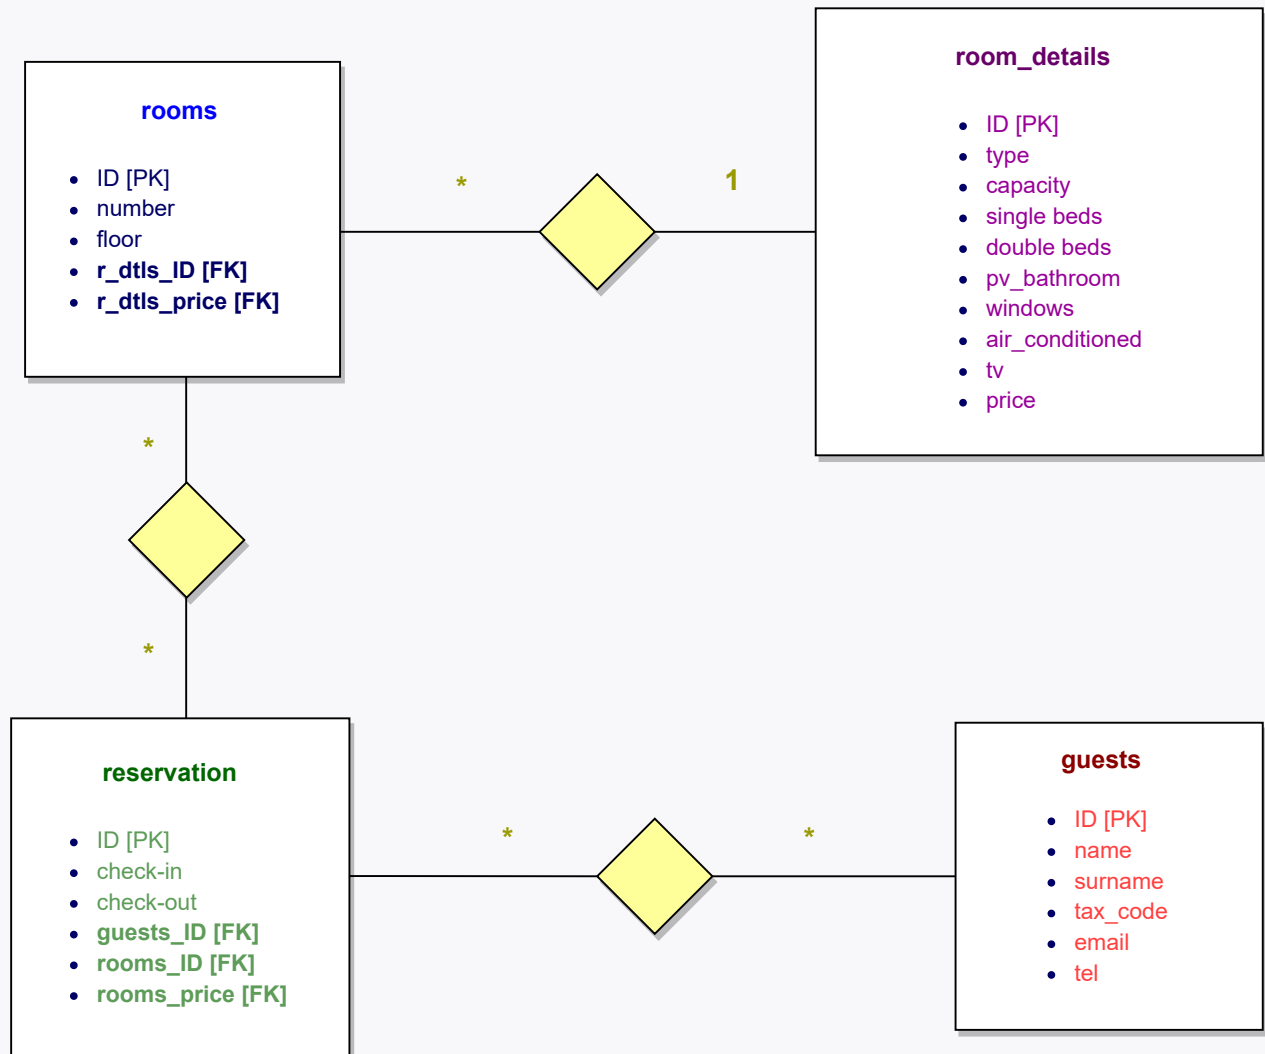 rooms
ID [PK]
number
floor
r_dtls_ID [FK]
r_dtls_price [FK]
*
1
room_details
ID [PK]
type
capacity
single beds
double beds
pv_bathroom
windows
air_conditioned
tv
price
*
*
reservation
ID [PK]
check-in
check-out
guests_ID [FK]
rooms_ID [FK]
rooms_price [FK]
*
*
guests
ID [PK]
name
surname
tax_code
email
tel